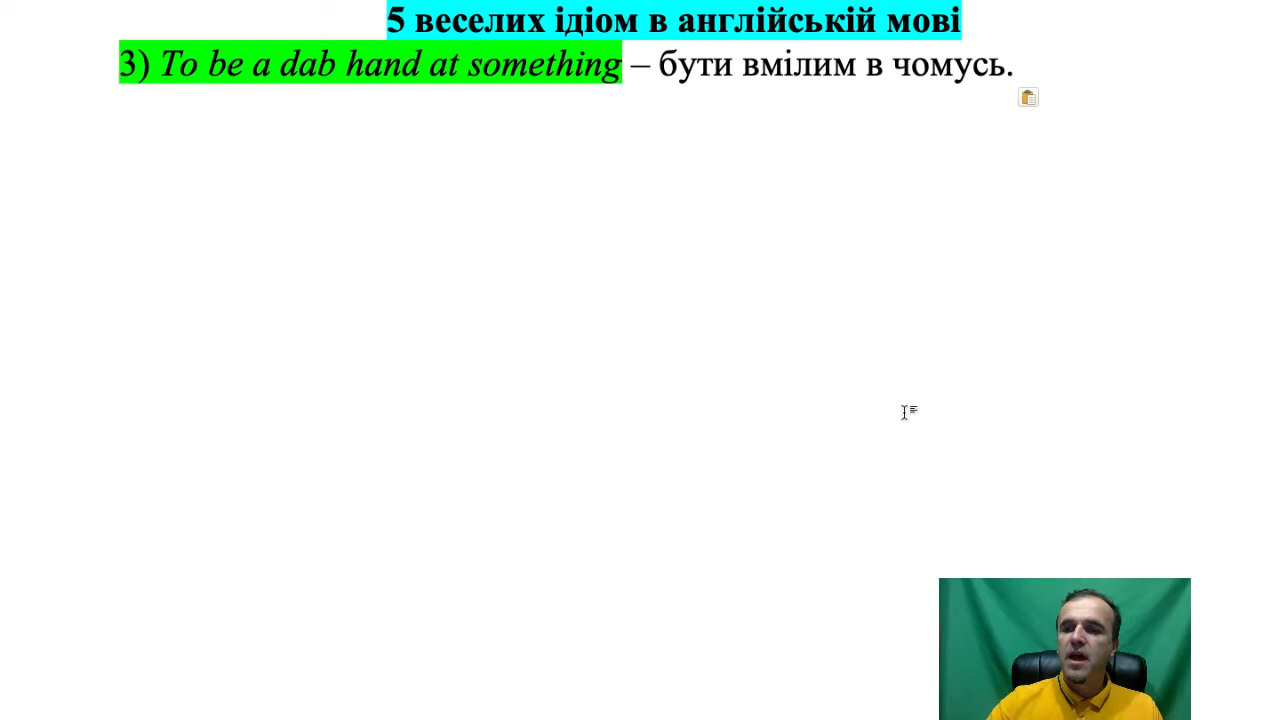 5 веселих ідіом в англійській мові
3) To be a dab hand at something – бути вмілим в чомусь.